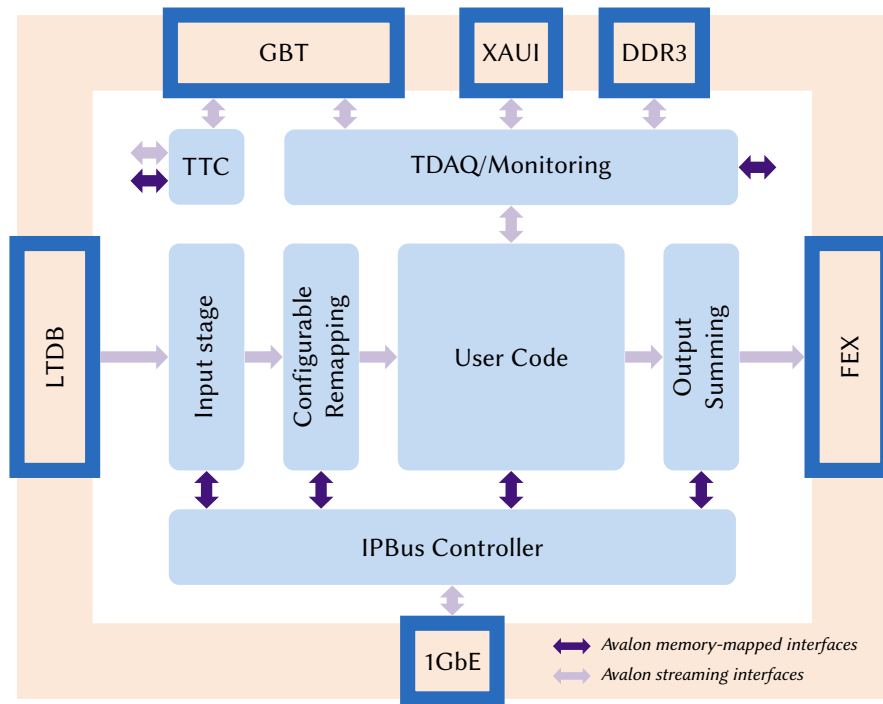 GBT
XAUI
DDR3
TTC
TDAQ/Monitoring
LTDB
Input stage
Configurable
Remapping
User Code
Output
Summing
FEX
IPBus Controller
1GbE
Avalon memory-mapped interfaces
Avalon streaming interfaces